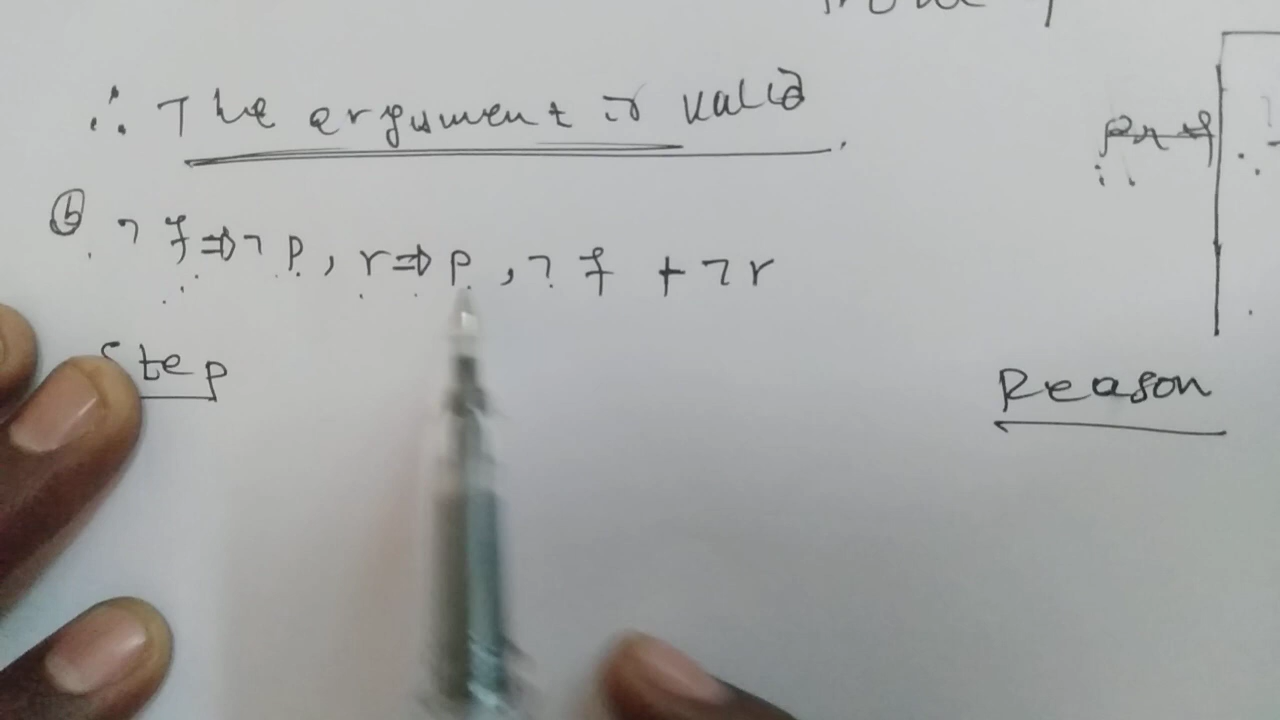 ∴ The argument is valid
ⓑ ¬ q ⇒ ¬ p, r ⇒ p, ¬ q ⊢ ¬ r
Step
Reason